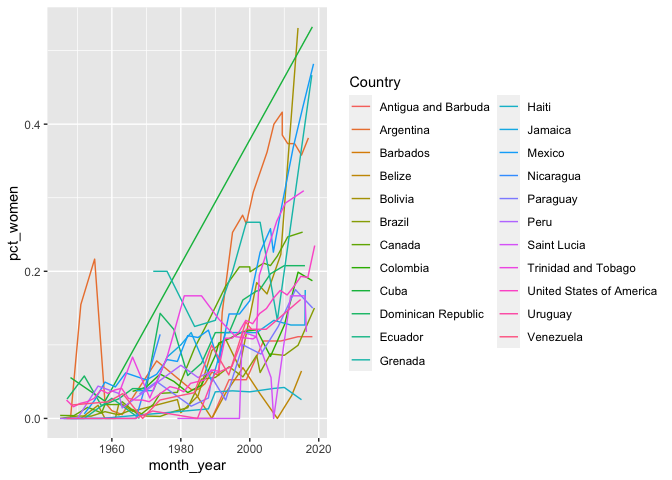 Country
Antigua and Barbuda
Argentina
Barbados
Belize
Bolivia
Brazil
Canada
Colombia
Cuba
Dominican Republic
Ecuador
Grenada
Haiti
Jamaica
Mexico
Nicaragua
Paraguay
Peru
Saint Lucia
Trinidad and Tobago
United States of America
Uruguay
Venezuela
pct_women
0.4
0.2
0.0
1960
1980
2000
2020
month_year